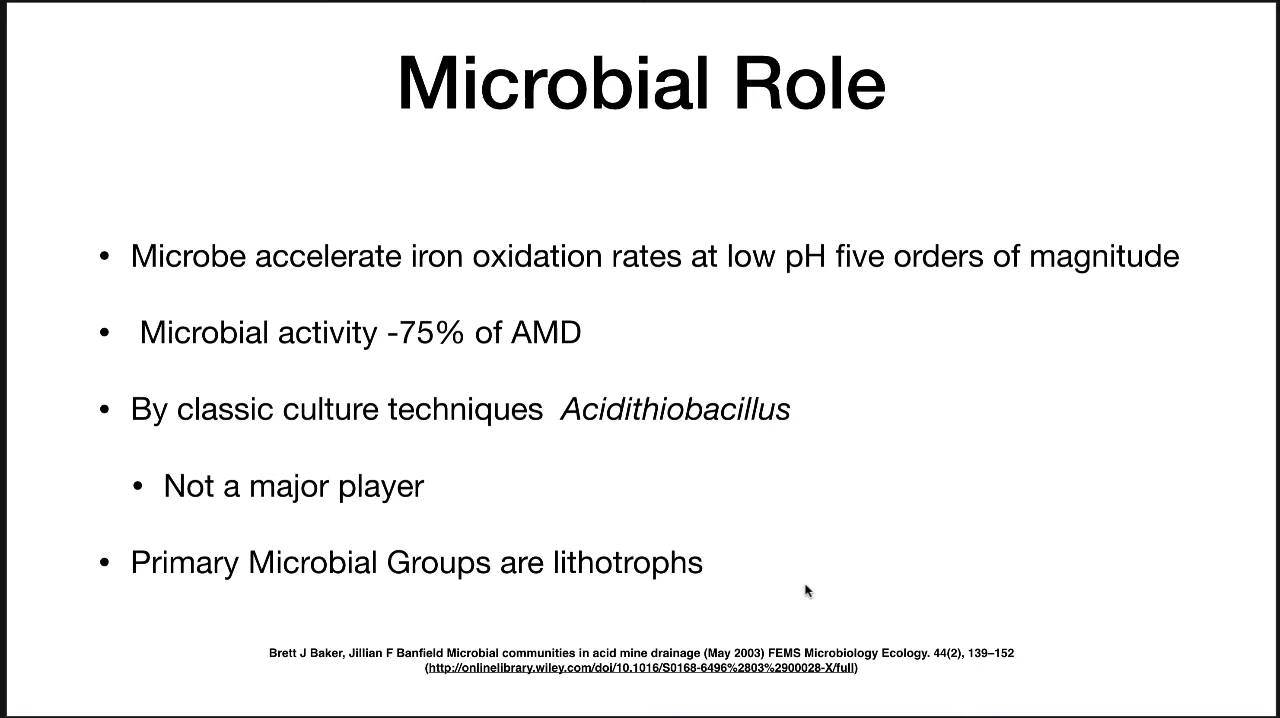 Microbial Role
• Microbe accelerate iron oxidation rates at low pH five orders of magnitude
• Microbial activity -75% of AMD
• By classic culture techniques Acidithiobacillus
• Not a major player
• Primary Microbial Groups are lithotrophs
Brett J Baker, Jillian F Banfield Microbial communities in acid mine drainage (May 2003) FEMS Microbiology Ecology. 44(2), 139–152
(http://onlinelibrary.wiley.com/doi/10.1016/S0168-6496%2803%2900028-X/full)